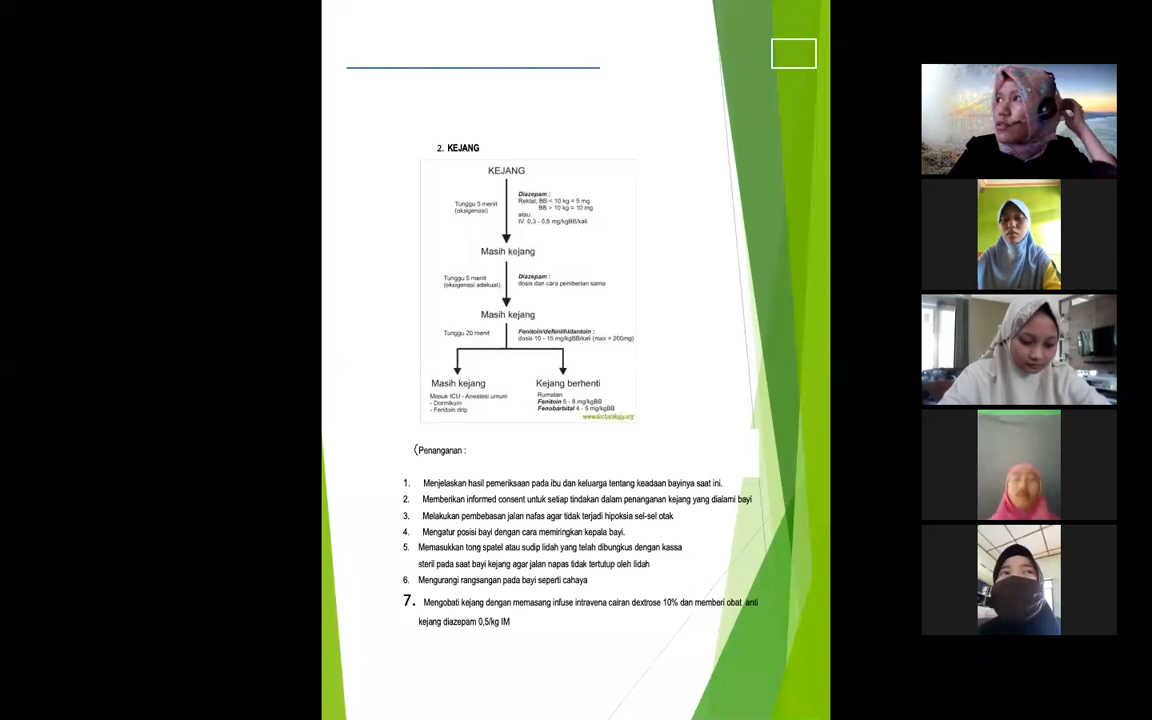 2. KEJANG
KEJANG
Tunggu 5 menit
(oksigenasi)
Diazepam :
Rektal, BB < 10 kg = 5 mg
BB > 10 kg = 10 mg
atau
IV 0,3 - 0,5 mg/kgBB/kali
Masih kejang
Tunggu 5 menit
(oksigenasi adekuat)
Diazepam :
dosis dan cara pemberian sama
Masih kejang
Tunggu 20 menit
Fenitoin/defenilhidantoin :
dosis 10 - 15 mg/kgBB/kali (max = 200mg)
Masih kejang
Masuk ICU - Anestesi umum
- Dormikum
- Fenitoin drip
Kejang berhenti
Rumatan
Fenitoin 5 - 8 mg/kgBB
Fenobarbital 4 - 5 mg/kgBB
www.doctorology.org
(Penanganan :
1. Menjelaskan hasil pemeriksaan pada ibu dan keluarga tentang keadaan bayinya saat ini.
2. Memberikan informed consent untuk setiap tindakan dalam penanganan kejang yang dialami bayi
3. Melakukan pembebasan jalan nafas agar tidak terjadi hipoksia sel-sel otak
4. Mengatur posisi bayi dengan cara memiringkan kepala bayi.
5. Memasukkan tong spatel atau sudip lidah yang telah dibungkus dengan kassa
steril pada saat bayi kejang agar jalan napas tidak tertutup oleh lidah
6. Mengurangi rangsangan pada bayi seperti cahaya
7. Mengobati kejang dengan memasang infuse intravena cairan dextrose 10% dan memberi obat anti
kejang diazepam 0,5/kg IM